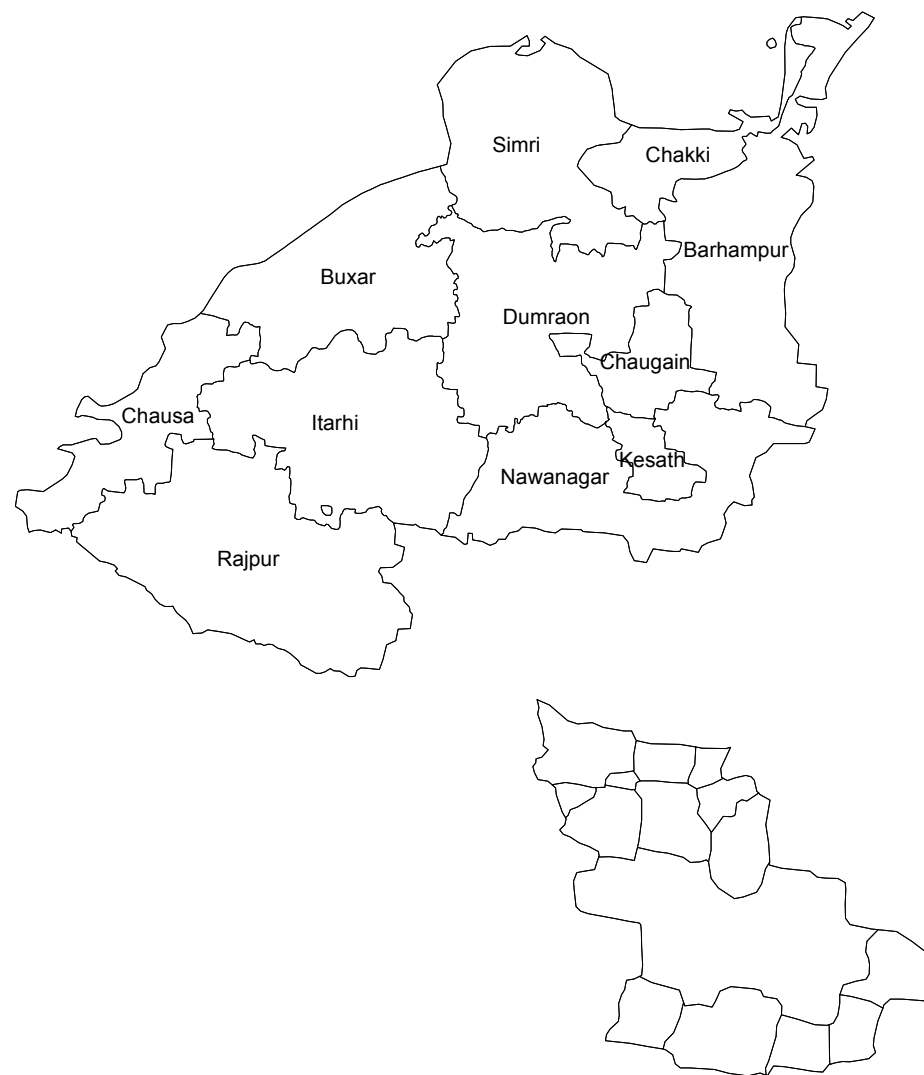 Simri
Chakki
Barhampur
Buxar
Dumraon
Chaugain
Chausa
Itarhi
Kesath
Nawanagar
Rajpur